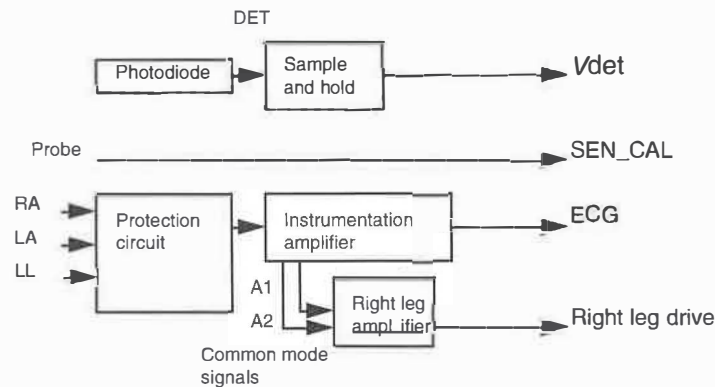 DET
Photodiode
Sample
and hold
Vdet
Probe
SEN_CAL
RA
LA
LL
Protection
circuit
Instrumentation
amplifier
ECG
A1
A2
Right leg
amplifier
Right leg drive
Common mode
signals